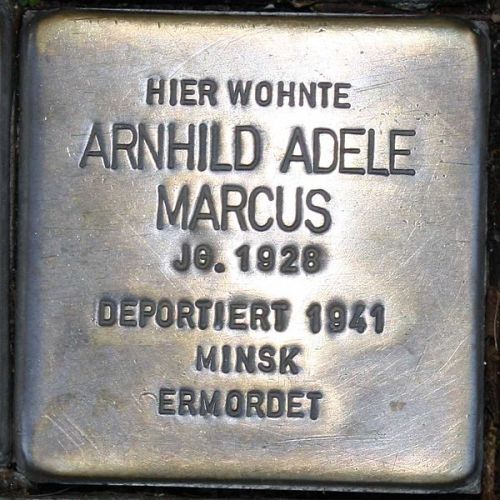 HIER WOHNTE
ARNHILD ADELE
MARCUS
JG. 1928
DEPORTIERT 1941
MINSK
ERMORDET